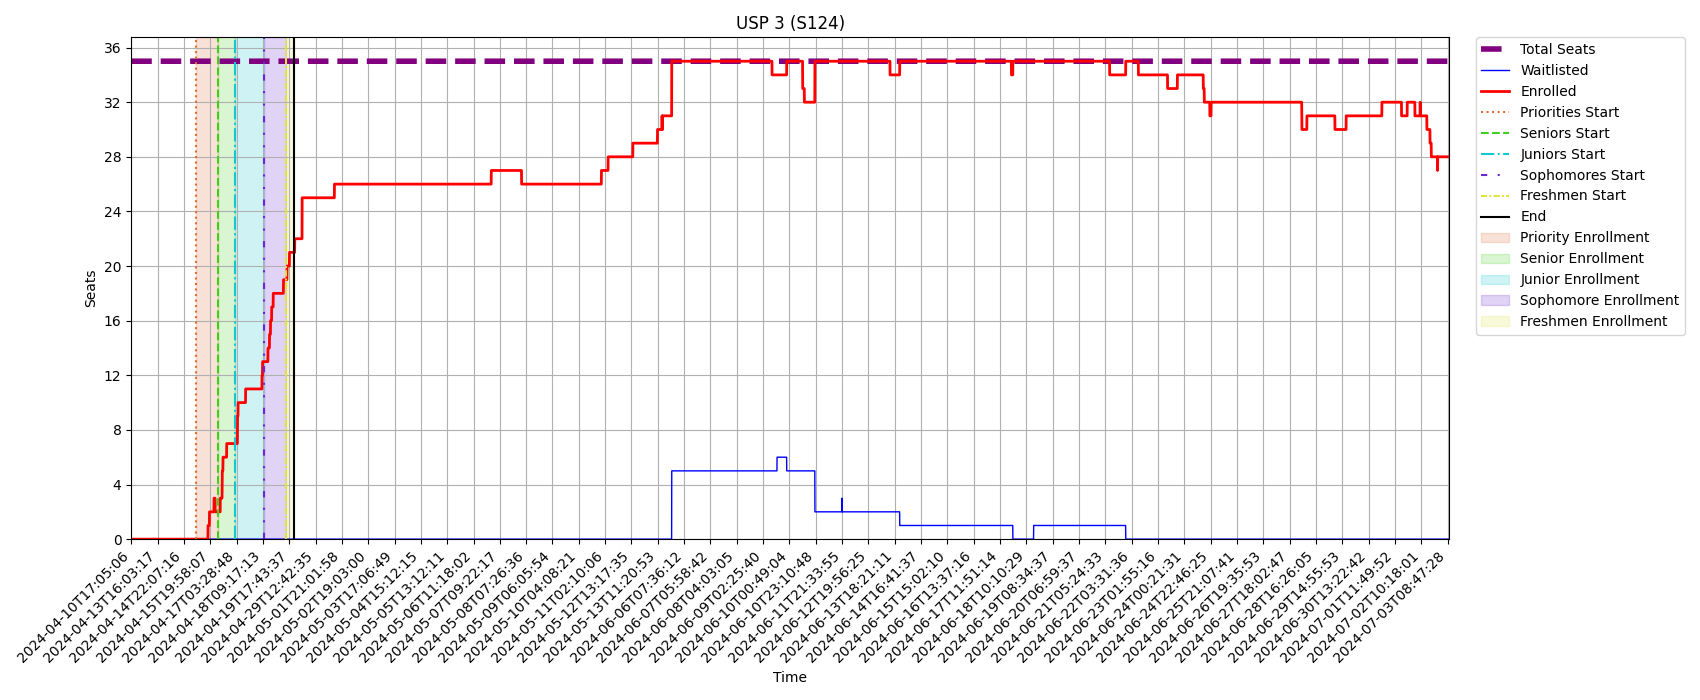 USP 3 (S124)
Seats
36
32
28
24
20
16
12
8
4
0
2024-04-10T17:05:06
2024-04-13T16:03:17
2024-04-14T22:07:16
2024-04-15T19:58:07
2024-04-17T03:28:48
2024-04-18T09:17:13
2024-04-19T17:43:37
2024-04-29T12:42:35
2024-05-01T21:01:58
2024-05-02T19:03:00
2024-05-03T17:06:49
2024-05-04T15:12:15
2024-05-05T13:12:11
2024-05-06T11:18:02
2024-05-07T09:22:17
2024-05-08T07:26:36
2024-05-09T06:05:54
2024-05-10T04:08:21
2024-05-11T02:10:06
2024-05-12T13:17:35
2024-05-13T11:20:53
2024-06-06T07:36:12
2024-06-07T05:58:42
2024-06-08T04:03:05
2024-06-09T02:25:40
2024-06-10T00:49:04
2024-06-10T23:10:48
2024-06-11T21:33:55
2024-06-12T19:56:25
2024-06-13T18:21:11
2024-06-14T16:41:37
2024-06-15T15:02:10
2024-06-16T13:37:16
2024-06-17T11:51:14
2024-06-18T10:10:29
2024-06-19T08:34:37
2024-06-20T06:59:37
2024-06-21T05:24:33
2024-06-22T03:31:36
2024-06-23T01:55:16
2024-06-24T00:21:31
2024-06-24T22:46:25
2024-06-25T21:07:41
2024-06-26T19:35:53
2024-06-27T18:02:47
2024-06-28T16:26:05
2024-06-29T14:55:53
2024-06-30T13:22:42
2024-07-01T11:49:52
2024-07-02T10:18:01
2024-07-03T08:47:28
Time
Total Seats
Waitlisted
Enrolled
Priorities Start
Seniors Start
Juniors Start
Sophomores Start
Freshmen Start
End
Priority Enrollment
Senior Enrollment
Junior Enrollment
Sophomore Enrollment
Freshmen Enrollment